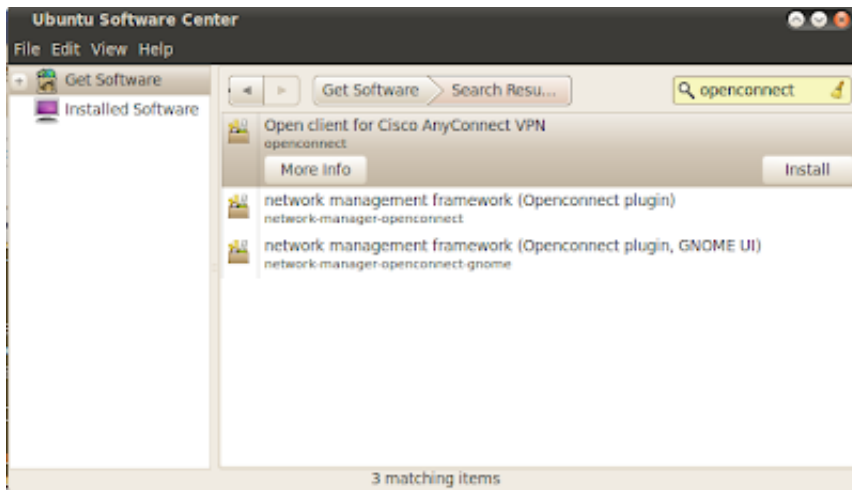 Ubuntu Software Center
File Edit View Help
Get Software
Installed Software
Get Software Search Resu...
openconnect
Open client for Cisco AnyConnect VPN
openconnect
More Info
Install
network management framework (Openconnect plugin)
network-manager-openconnect
network management framework (Openconnect plugin, GNOME UI)
network-manager-openconnect-gnome
3 matching items